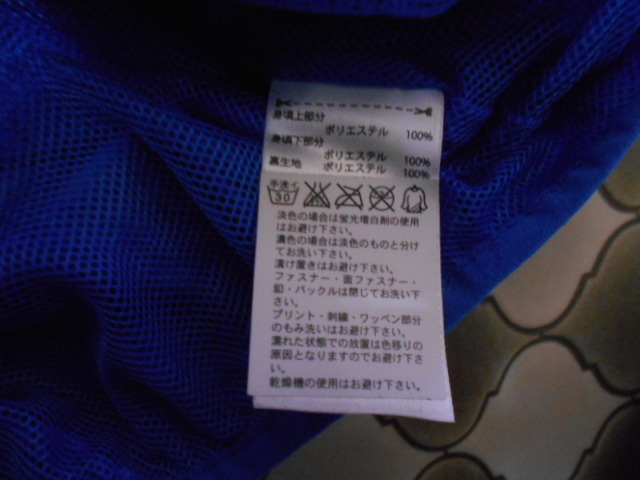 身頃上部分
ポリエステル 100%
身頃下部分
ポリエステル 100%
裏生地 ポリエステル 100%
手洗イ
30
淡色の場合は蛍光増白剤の使用
はお避け下さい。
濃色の場合は淡色のものと分け
てお洗い下さい。
漬け置きはお避け下さい。
ファスナー・面ファスナー・
釦・バックルは閉じてお洗い下
さい。
プリント・刺繍・ワッペン部分
のもみ洗いはお避け下さい。
濡れた状態での放置は色移りの
原因となりますのでお避け下さ
い。
乾燥機の使用はお避け下さい。